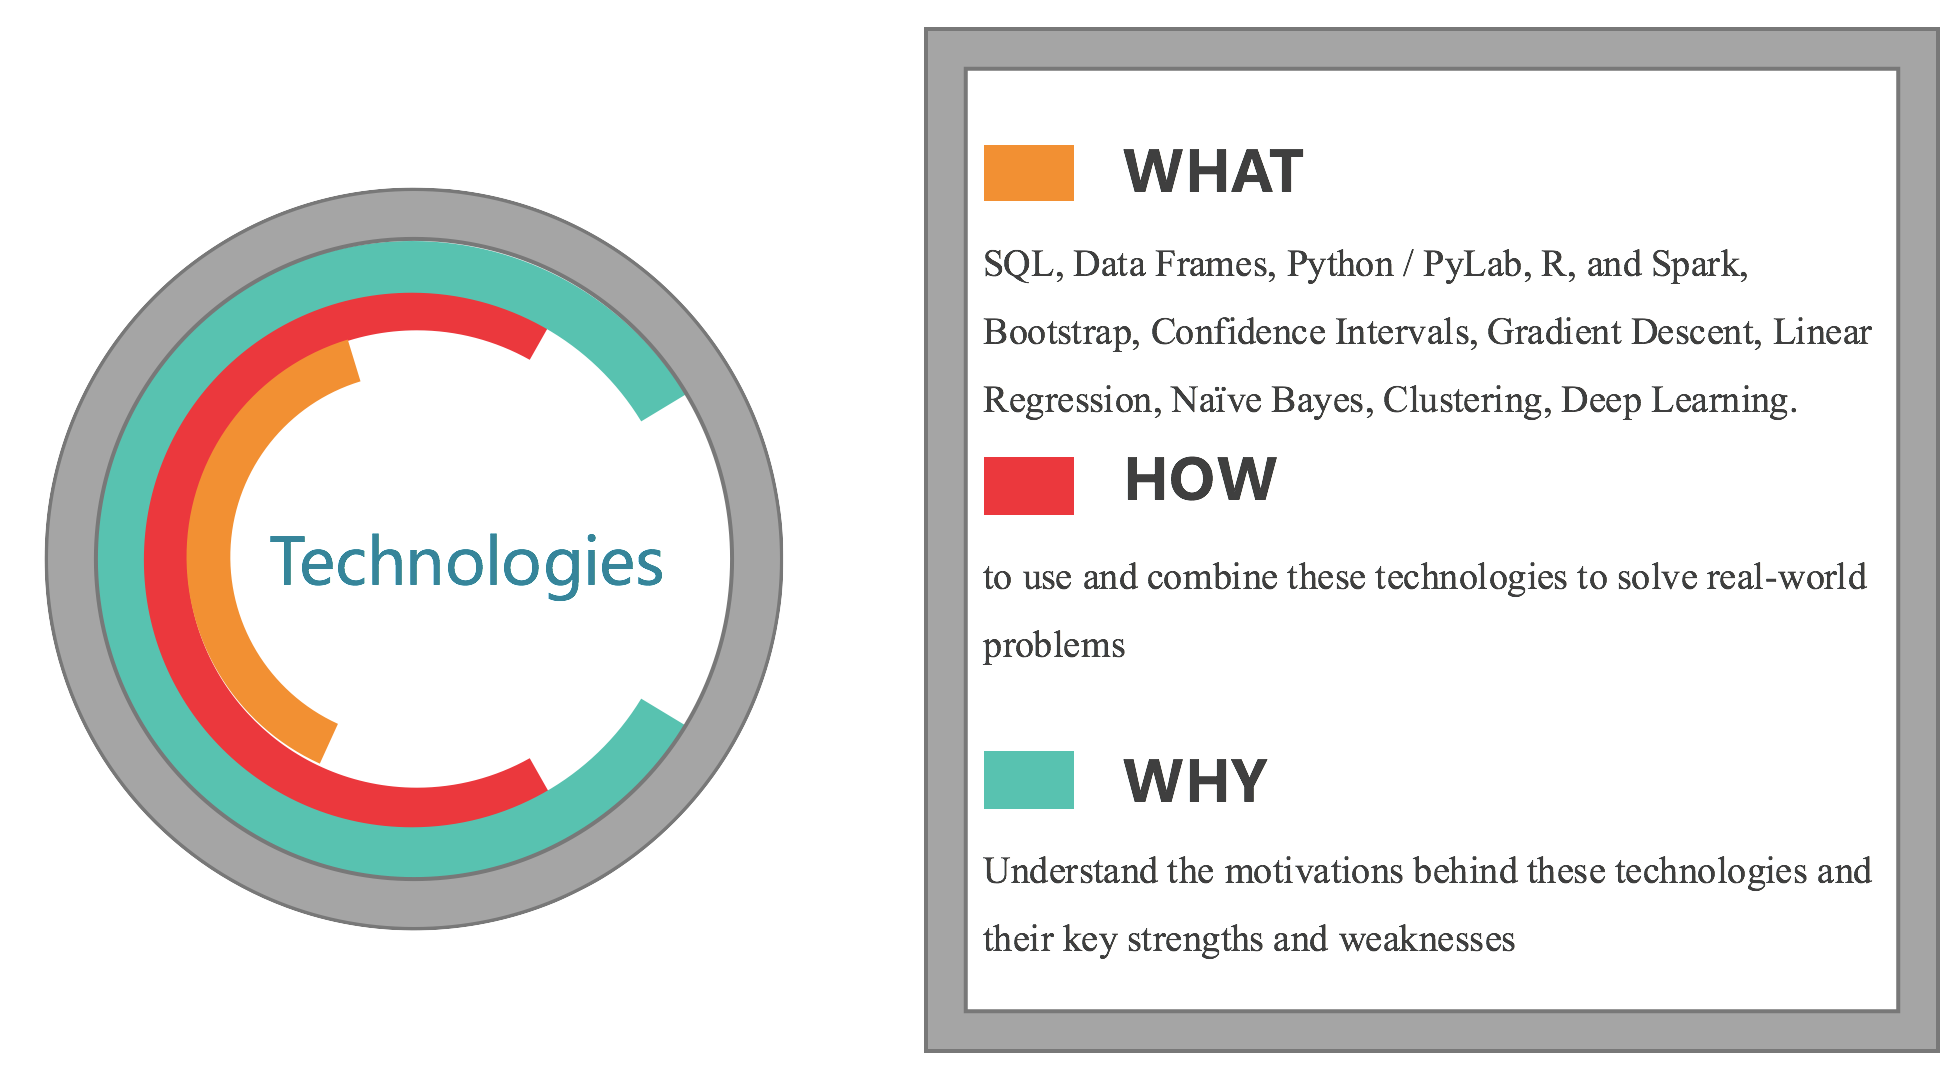 Technologies
WHAT
SQL, Data Frames, Python / PyLab, R, and Spark,
Bootstrap, Confidence Intervals, Gradient Descent, Linear
Regression, Naïve Bayes, Clustering, Deep Learning.
HOW
to use and combine these technologies to solve real-world
problems
WHY
Understand the motivations behind these technologies and
their key strengths and weaknesses